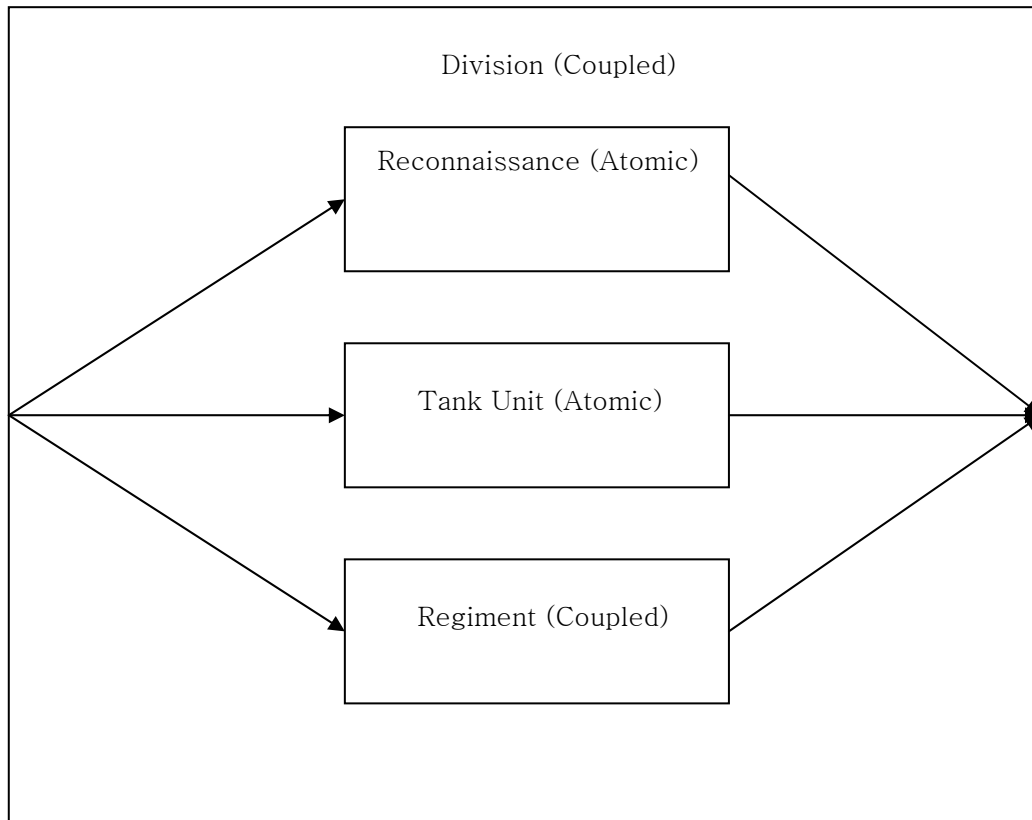 Division (Coupled)
Reconnaissance (Atomic)
Tank Unit (Atomic)
Regiment (Coupled)